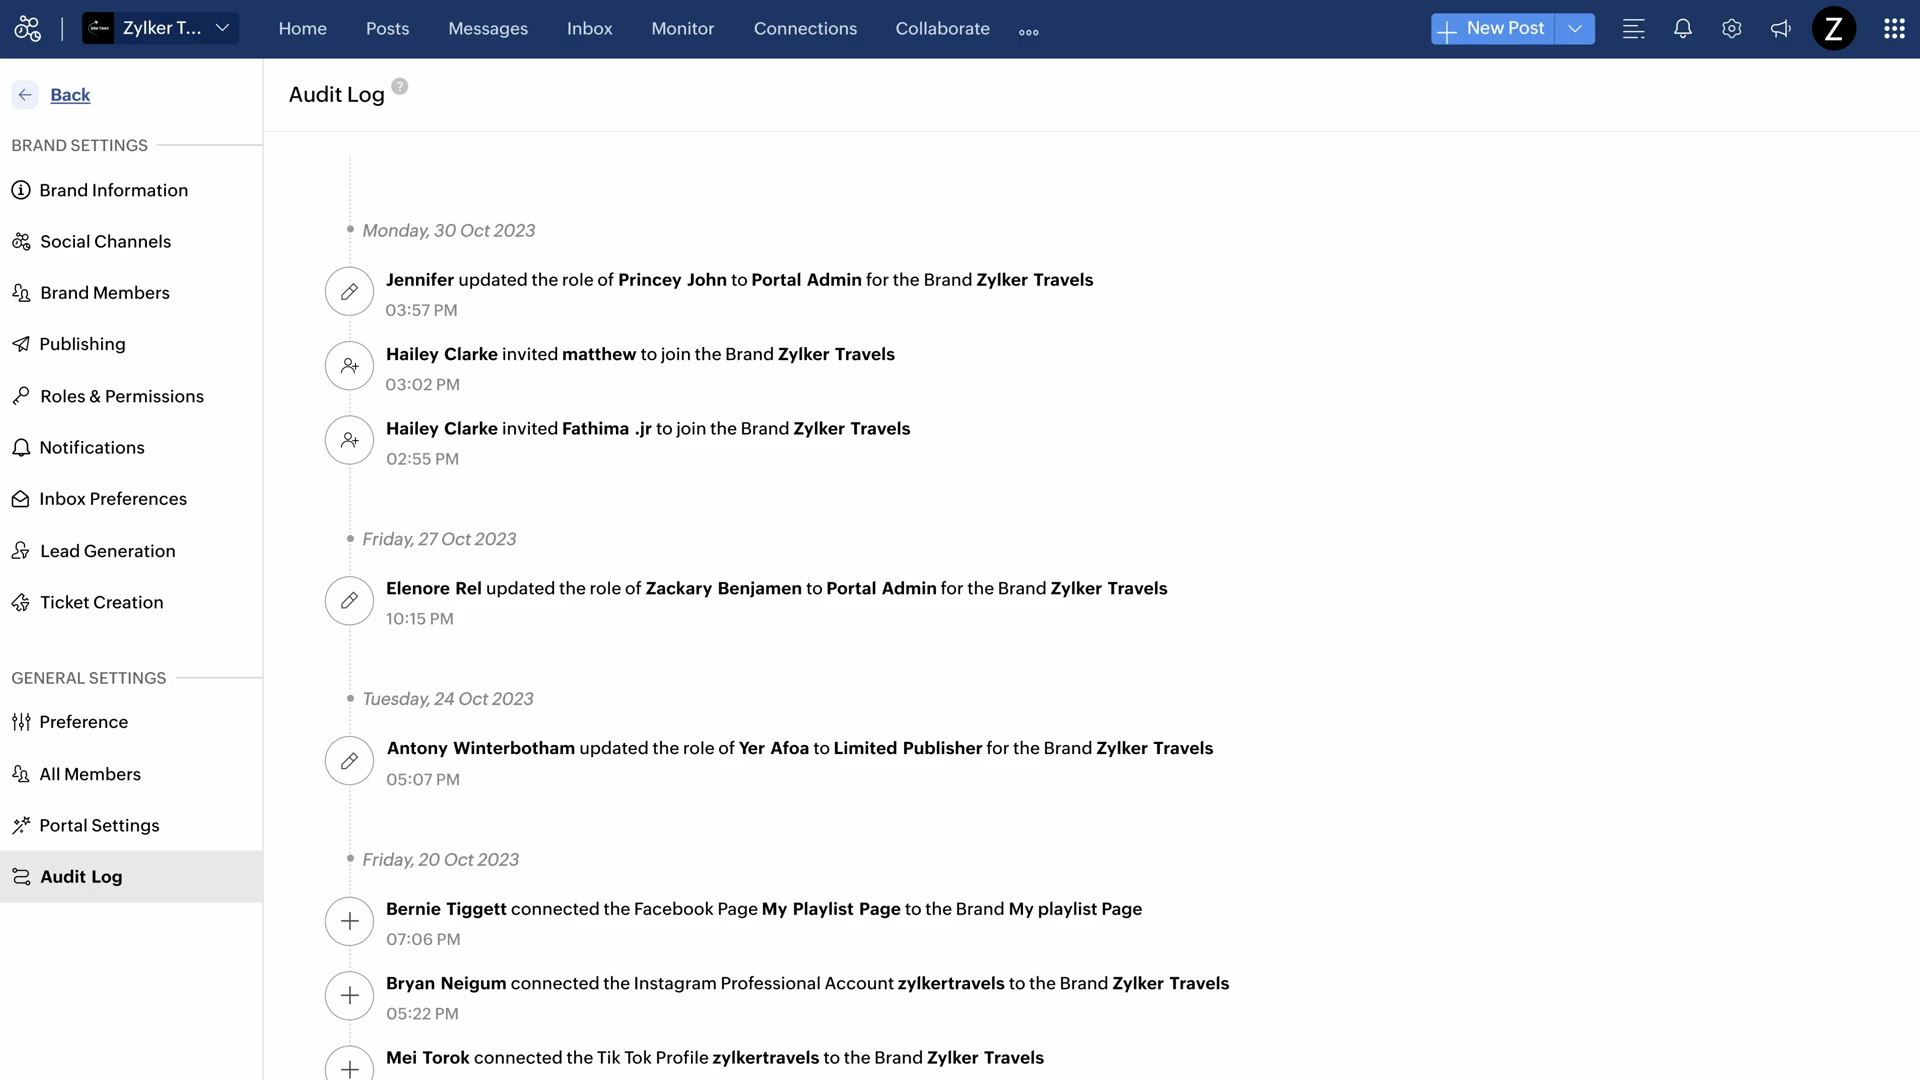 Zylker T...
Home
Posts
Messages
Inbox
Monitor
Connections
Collaborate
New Post
Z
Back
Audit Log ?
BRAND SETTINGS
Brand Information
Social Channels
Brand Members
Publishing
Roles & Permissions
Notifications
Inbox Preferences
Lead Generation
Ticket Creation
GENERAL SETTINGS
Preference
All Members
Portal Settings
Audit Log
Monday, 30 Oct 2023
Jennifer updated the role of Princey John to Portal Admin for the Brand Zylker Travels
03:57 PM
Hailey Clarke invited matthew to join the Brand Zylker Travels
03:02 PM
Hailey Clarke invited Fathima .jr to join the Brand Zylker Travels
02:55 PM
Friday, 27 Oct 2023
Elenore Rel updated the role of Zackary Benjamen to Portal Admin for the Brand Zylker Travels
10:15 PM
Tuesday, 24 Oct 2023
Antony Winterbotham updated the role of Yer Afoa to Limited Publisher for the Brand Zylker Travels
05:07 PM
Friday, 20 Oct 2023
Bernie Tiggett connected the Facebook Page My Playlist Page to the Brand My playlist Page
07:06 PM
Bryan Neigum connected the Instagram Professional Account zylkertravels to the Brand Zylker Travels
05:22 PM
Mei Torok connected the Tik Tok Profile zylkertravels to the Brand Zylker Travels